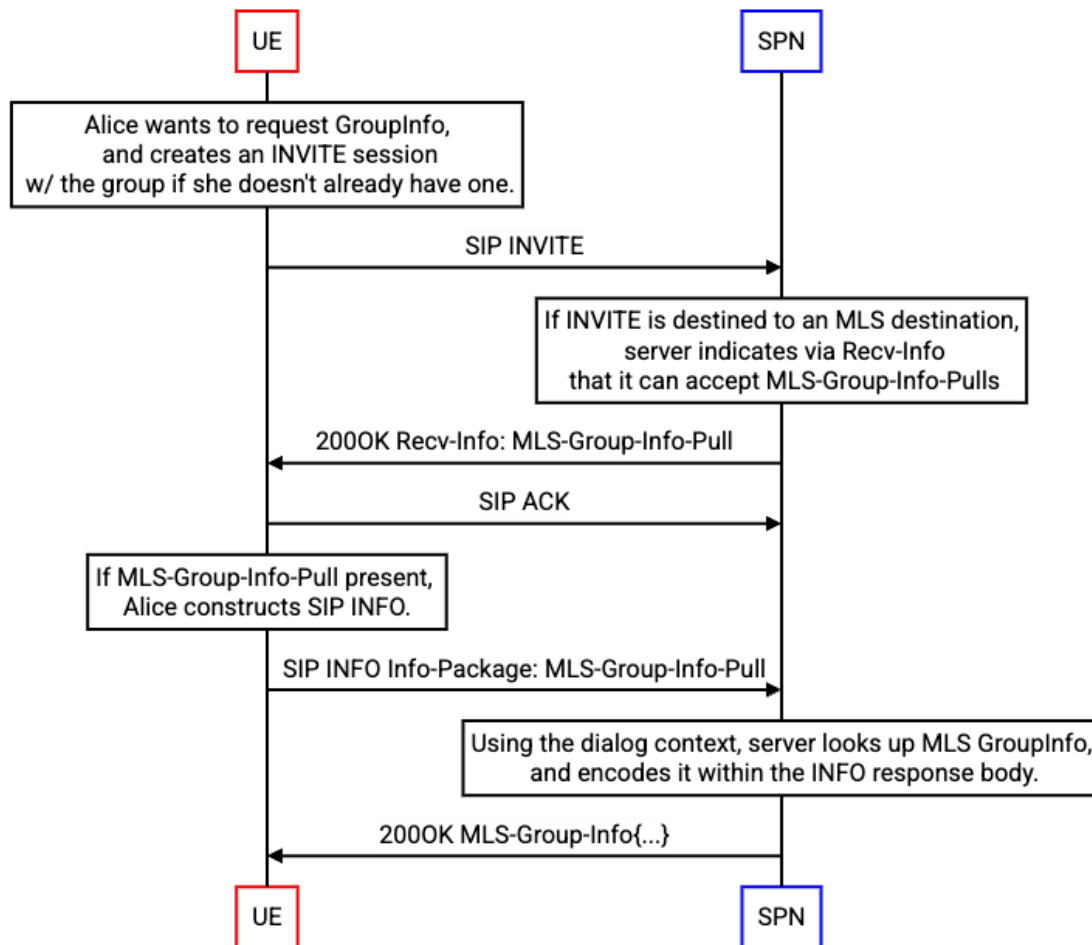 UE
SPN
Alice wants to request GroupInfo,
and creates an INVITE session
w/ the group if she doesn't already have one.
SIP INVITE
If INVITE is destined to an MLS destination,
server indicates via Recv-Info
that it can accept MLS-Group-Info-Pulls
200OK Recv-Info: MLS-Group-Info-Pull
SIP ACK
If MLS-Group-Info-Pull present,
Alice constructs SIP INFO.
SIP INFO Info-Package: MLS-Group-Info-Pull
Using the dialog context, server looks up MLS GroupInfo,
and encodes it within the INFO response body.
200OK MLS-Group-Info{...}
UE
SPN